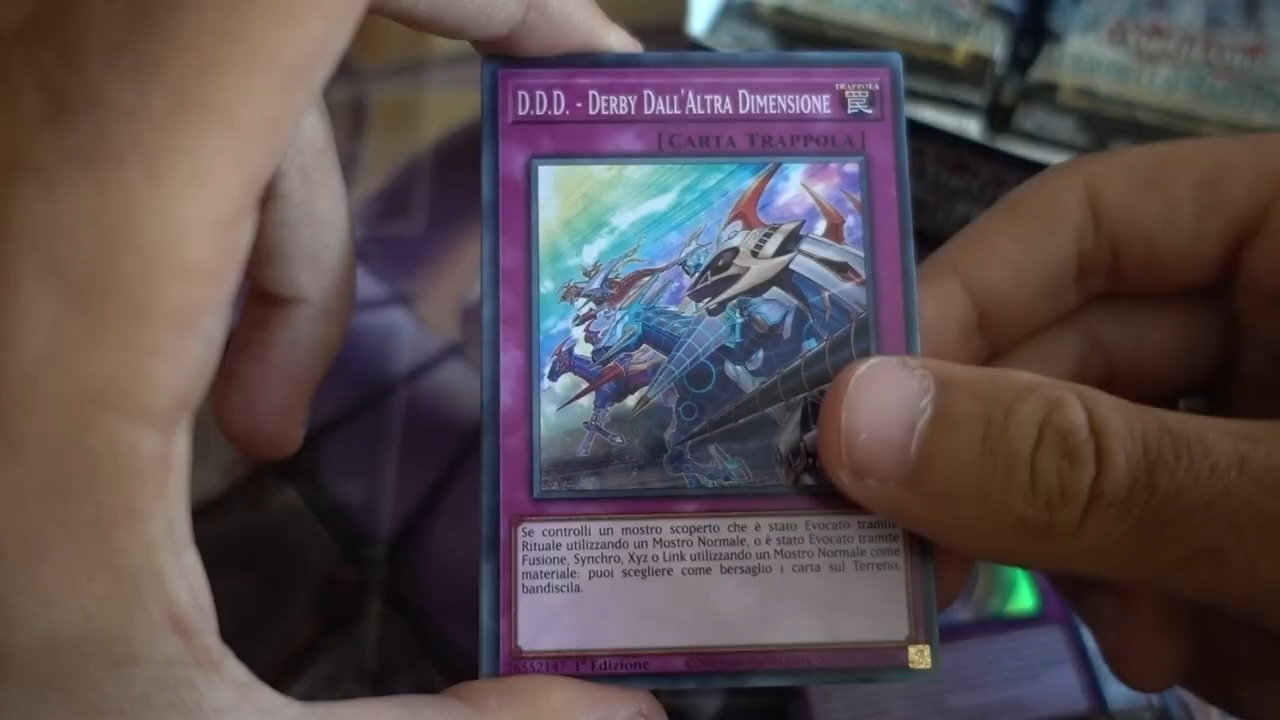 D.D.D. - DERBY DALL'ALTRA DIMENSIONE
TRAPPOLA
罠
[CARTA TRAPPOLA]
Se controlli un mostro scoperto che è stato Evocato tramite
Rituale utilizzando un Mostro Normale, o è stato Evocato tramite
Fusione, Synchro, Xyz o Link utilizzando un Mostro Normale come
materiale: puoi scegliere come bersaglio 1 carta sul Terreno;
bandiscila.
1ª Edizione